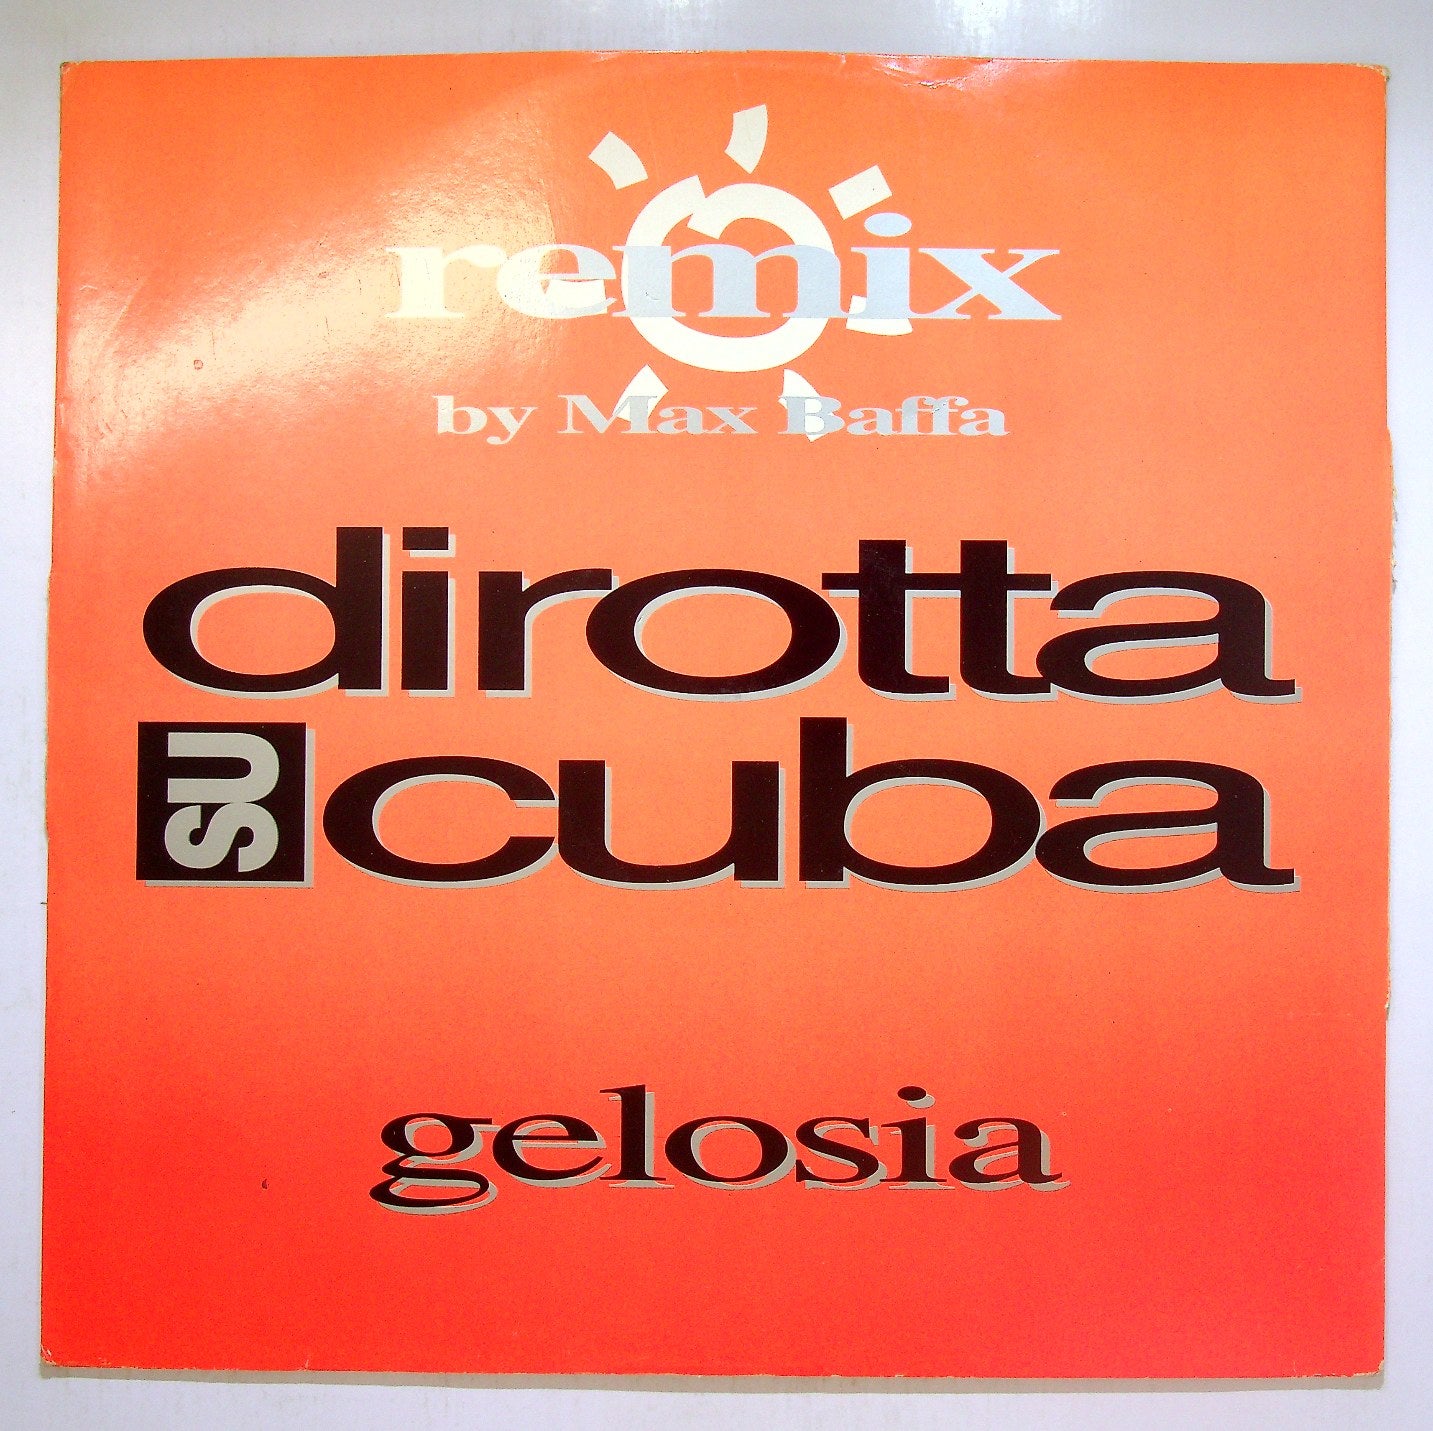 remix
by Max Baffa
dirotta
su cuba
gelosia